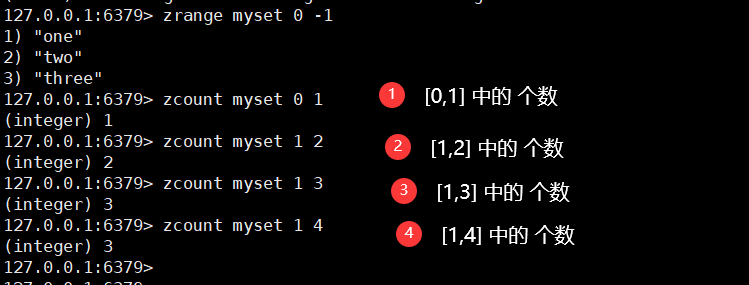 127.0.0.1:6379> zrange myset 0 -1
1) "one"
2) "two"
3) "three"
127.0.0.1:6379> zcount myset 0 1
1 [0,1] 中的 个数
(integer) 1
127.0.0.1:6379> zcount myset 1 2
2 [1,2] 中的 个数
(integer) 2
127.0.0.1:6379> zcount myset 1 3
3 [1,3] 中的 个数
(integer) 3
127.0.0.1:6379> zcount myset 1 4
4 [1,4] 中的 个数
(integer) 3
127.0.0.1:6379>